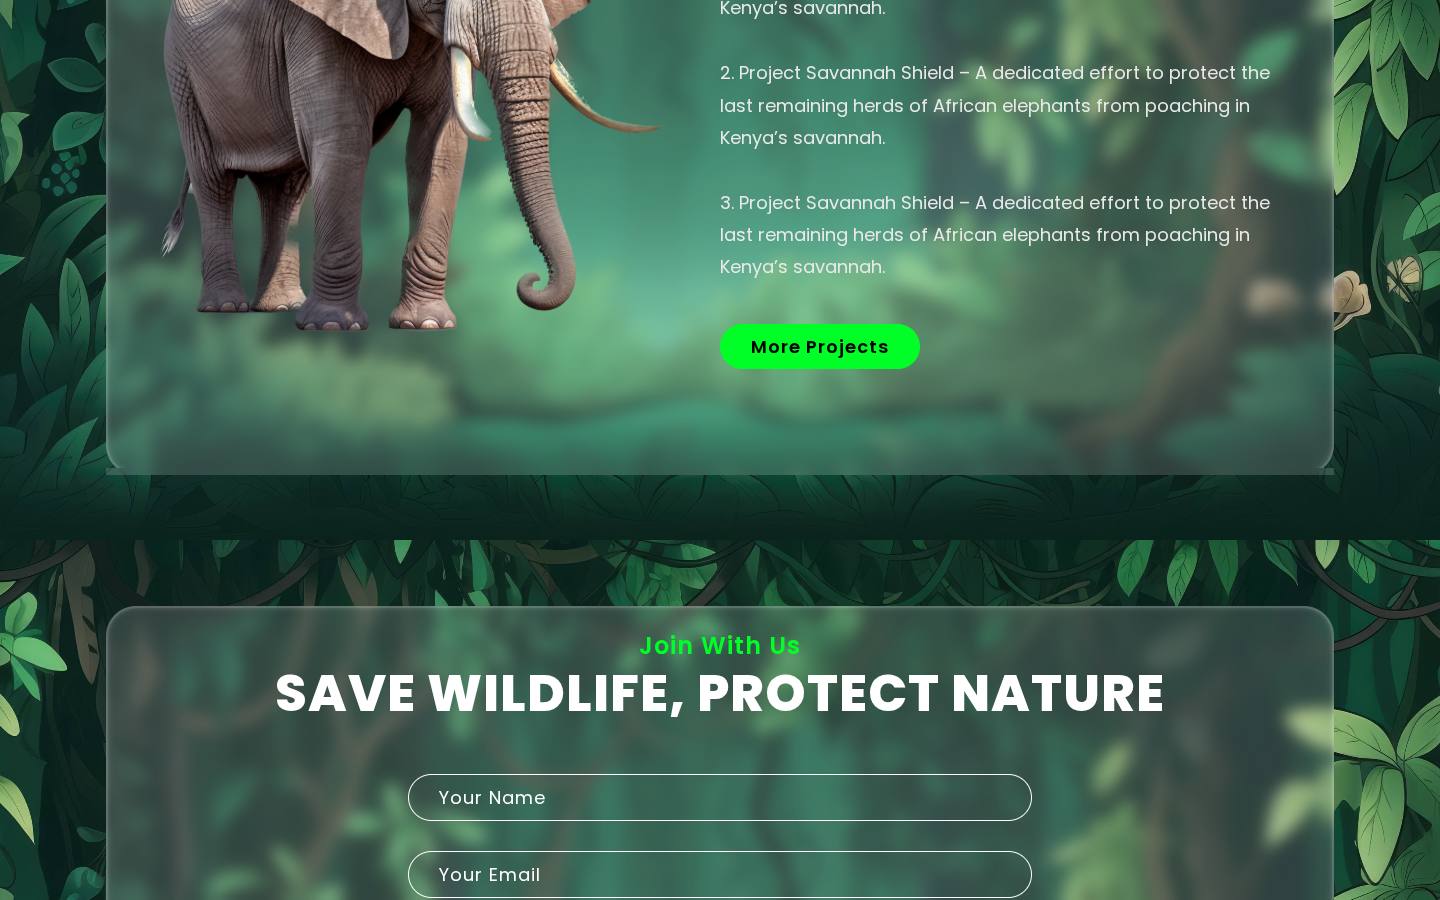 Kenya’s savannah.
2. Project Savannah Shield – A dedicated effort to protect the
last remaining herds of African elephants from poaching in
Kenya’s savannah.
3. Project Savannah Shield – A dedicated effort to protect the
last remaining herds of African elephants from poaching in
Kenya’s savannah.
More Projects
Join With Us
SAVE WILDLIFE, PROTECT NATURE
Your Name
Your Email